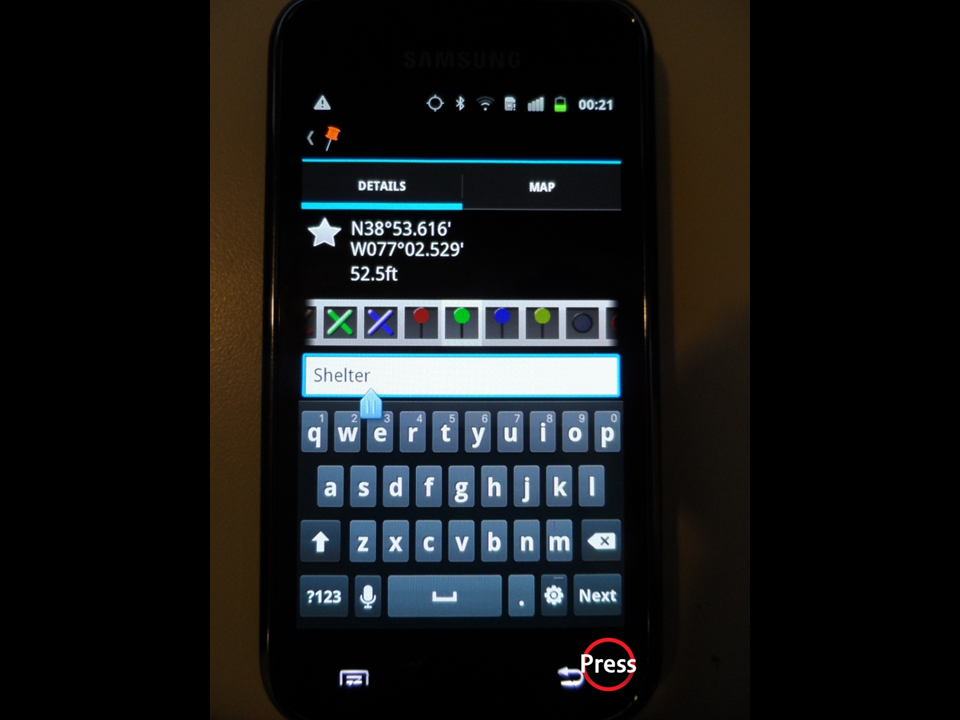 SAMSUNG
00:21
DETAILS MAP
N38°53.616'
W077°02.529'
52.5ft
Shelter
1 2 3 4 5 6 7 8 9 0
q w e r t y u i o p
a s d f g h j k l
z x c v b n m
?123 . Next
Press